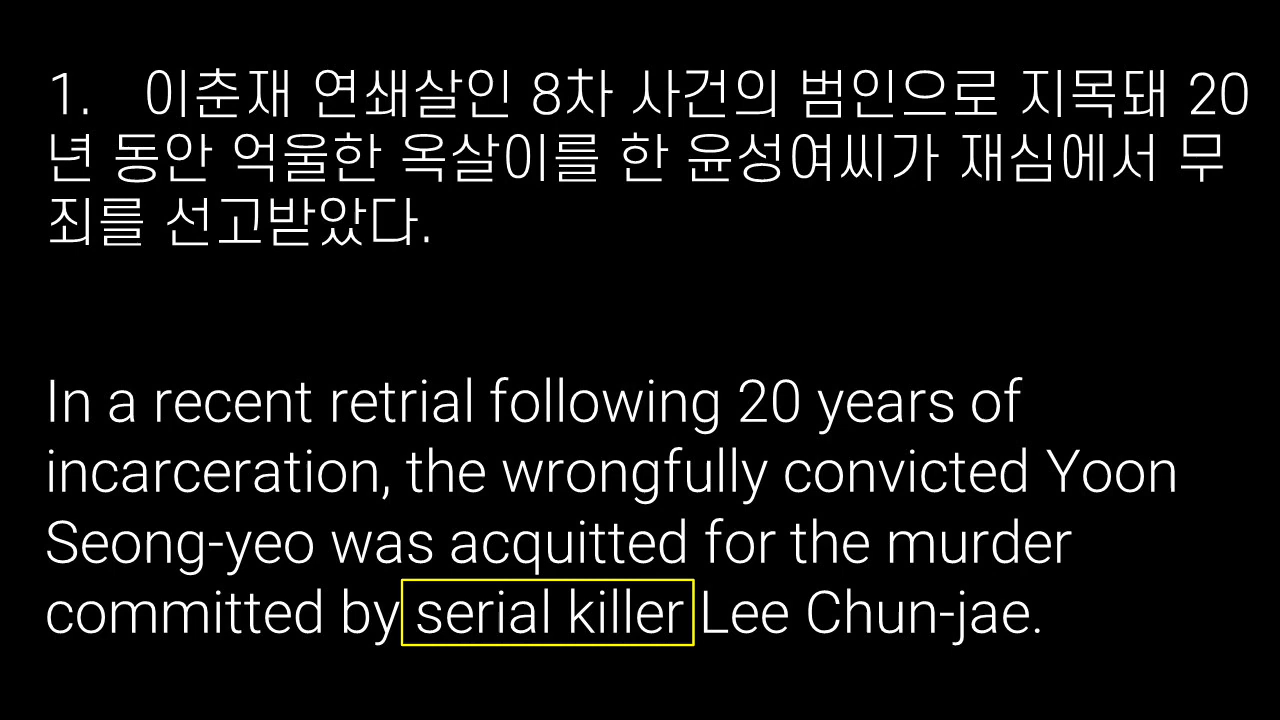 1. 이춘재 연쇄살인 8차 사건의 범인으로 지목돼 20
년 동안 억울한 옥살이를 한 윤성여씨가 재심에서 무
죄를 선고받았다.
In a recent retrial following 20 years of
incarceration, the wrongfully convicted Yoon
Seong-yeo was acquitted for the murder
committed by serial killer Lee Chun-jae.